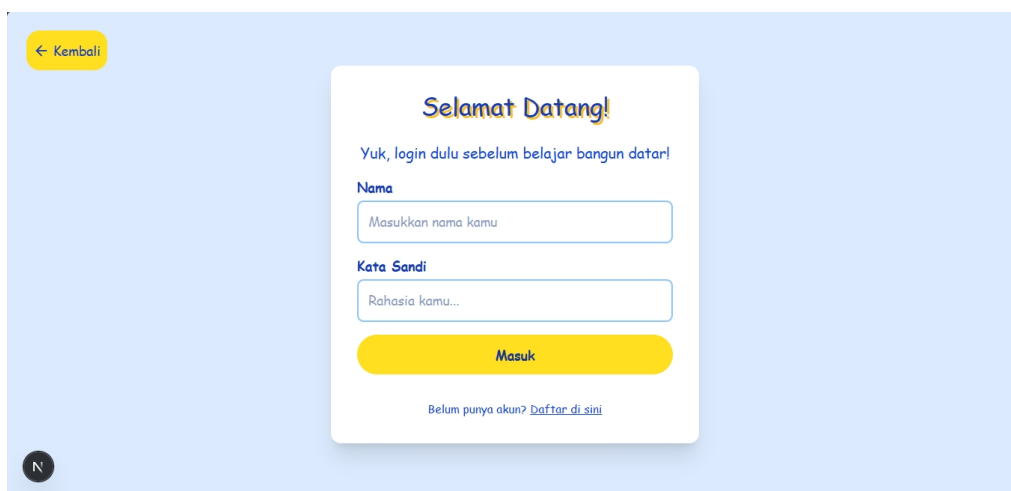 ← Kembali
Selamat Datang!
Yuk, login dulu sebelum belajar bangun datar!
Nama
Masukkan nama kamu
Kata Sandi
Rahasia kamu...
Masuk
Belum punya akun? Daftar di sini
N